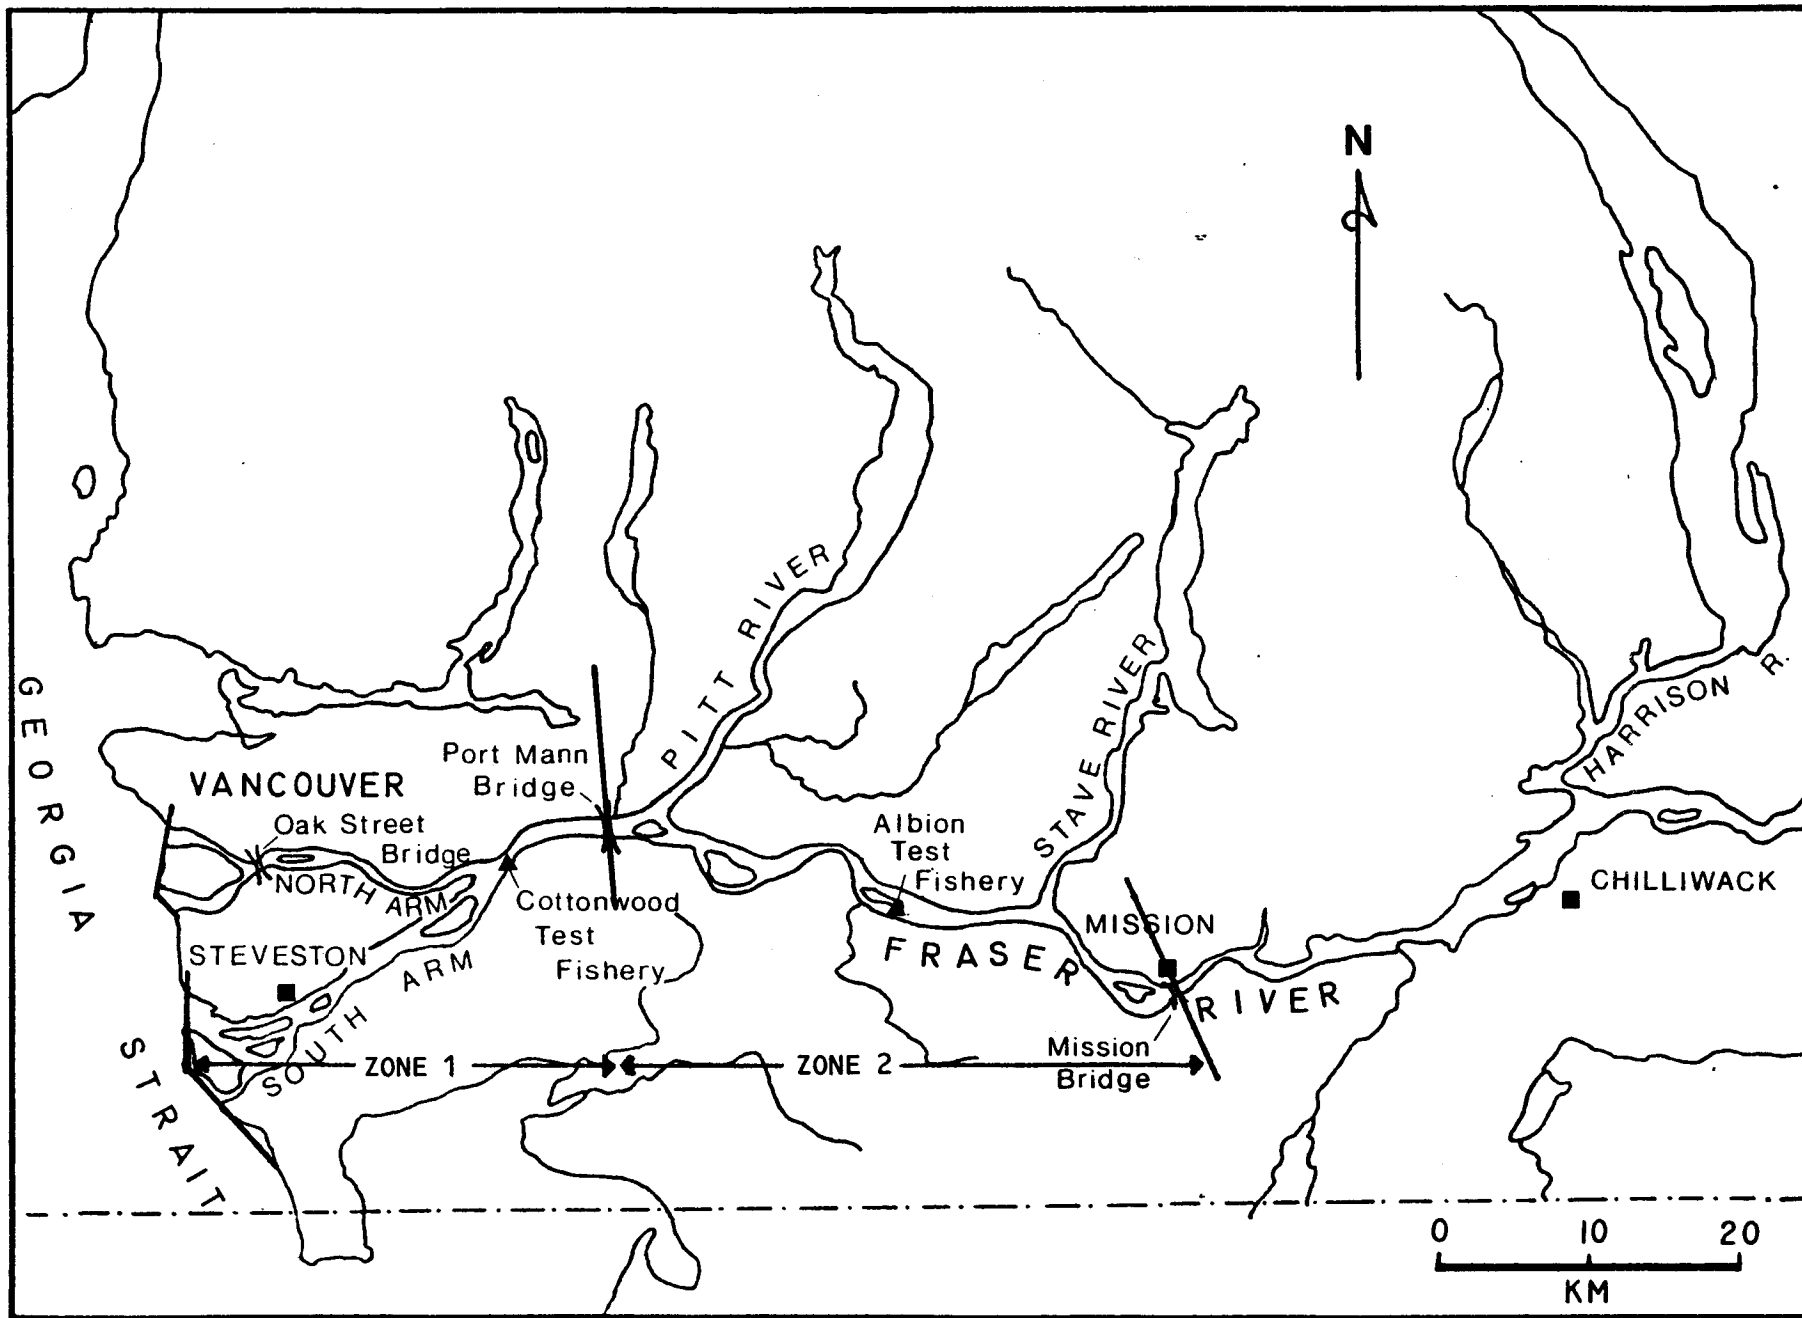 N
GEORGIA
STRAIT
PITT RIVER
STAVE RIVER
HARRISON R.
Port Mann
Bridge
VANCOUVER
Oak Street
Bridge
NORTH ARM
Albion
Test
Fishery
CHILLIWACK
Cottonwood
Test
Fishery
MISSION
STEVESTON
SOUTH ARM
FRASER RIVER
Mission
Bridge
ZONE 1
ZONE 2
0 10 20
KM